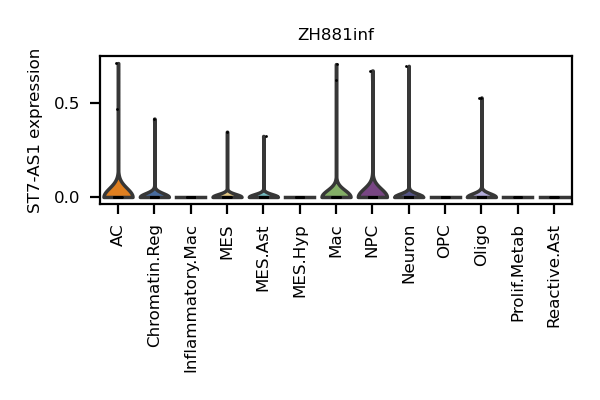 ZH881inf
ST7-AS1 expression
0.5
0.0
AC
Chromatin.Reg
Inflammatory.Mac
MES
MES.Ast
MES.Hyp
Mac
NPC
Neuron
OPC
Oligo
Prolif.Metab
Reactive.Ast